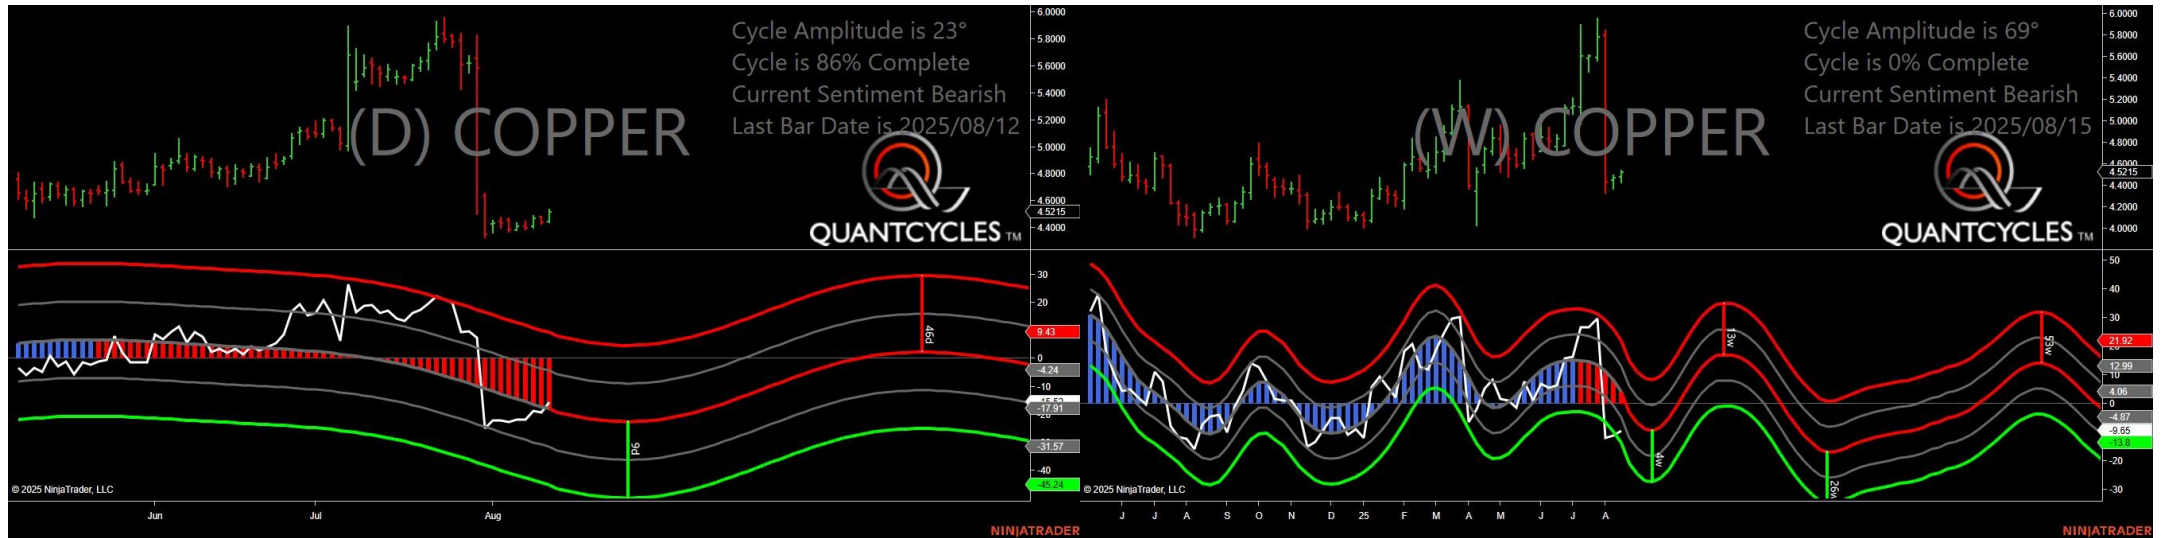 Cycle Amplitude is 23°
Cycle is 86% Complete
Current Sentiment Bearish
Last Bar Date is 2025/08/12
(D) COPPER
QUANTCYCLES TM
6.0000
5.8000
5.6000
5.4000
5.2000
5.0000
4.8000
4.6000
4.5215
4.4000
30
20
9.43
0
-4.24
-10
-17.91
-31.57
-40
-45.24
46d
9d
© 2025 NinjaTrader, LLC
Jun Jul Aug
NINJATRADER
Cycle Amplitude is 69°
Cycle is 0% Complete
Current Sentiment Bearish
Last Bar Date is 2025/08/15
(W) COPPER
QUANTCYCLES TM
6.0000
5.8000
5.6000
5.4000
5.2000
5.0000
4.8000
4.6000
4.5215
4.4000
4.2000
4.0000
50
40
30
21.92
12.99
10
4.06
0
-4.87
-9.65
-13.8
-20
-30
13w
53w
4w
26w
© 2025 NinjaTrader, LLC
J J A S O N D 25 F M A M J J A
NINJATRADER